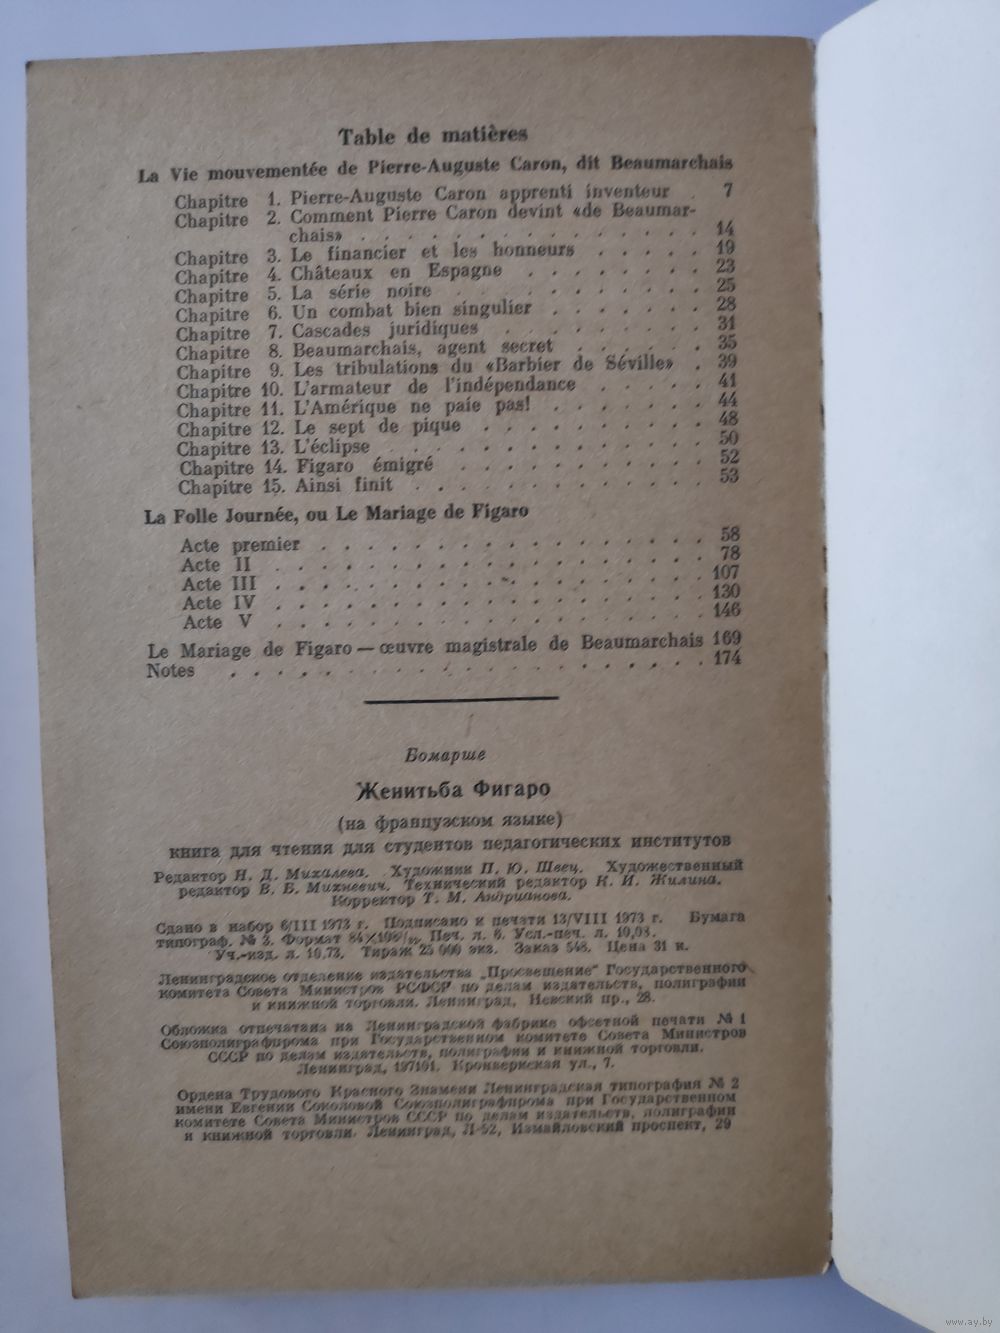 Table de matières
La Vie mouvementée de Pierre-Auguste Caron, dit Beaumarchais
Chapitre 1. Pierre-Auguste Caron apprenti inventeur . 7
Chapitre 2. Comment Pierre Caron devint «de Beaumar-
chais» . . . . . . . . . . . . . . . 14
Chapitre 3. Le financier et les honneurs . . . . . 19
Chapitre 4. Châteaux en Espagne . . . . . . . . 23
Chapitre 5. La série noire . . . . . . . . . . . 25
Chapitre 6. Un combat bien singulier . . . . . . . 28
Chapitre 7. Cascades juridiques . . . . . . . . . 31
Chapitre 8. Beaumarchais, agent secret . . . . . . 35
Chapitre 9. Les tribulations du «Barbier de Séville» . 39
Chapitre 10. L'armateur de l'indépendance . . . . . 41
Chapitre 11. L'Amérique ne paie pas! . . . . . . . 44
Chapitre 12. Le sept de pique . . . . . . . . . . 48
Chapitre 13. L'éclipse . . . . . . . . . . . . . . 50
Chapitre 14. Figaro émigré . . . . . . . . . . . 52
Chapitre 15. Ainsi finit . . . . . . . . . . . . . 53
La Folle Journée, ou Le Mariage de Figaro
Acte premier . . . . . . . . . . . . . . . . . 58
Acte II . . . . . . . . . . . . . . . . . . . 78
Acte III . . . . . . . . . . . . . . . . . . . 107
Acte IV . . . . . . . . . . . . . . . . . . . 130
Acte V . . . . . . . . . . . . . . . . . . . 146
Le Mariage de Figaro — œuvre magistrale de Beaumarchais 169
Notes . . . . . . . . . . . . . . . . . . . . . 174
Бомарше
Женитьба Фигаро
(на французском языке)
книга для чтения для студентов педагогических институтов
Редактор Н. Д. Михалева. Художник П. Ю. Швец. Художественный
редактор В. Б. Михневич. Технический редактор К. И. Жилина.
Корректор Т. М. Андрианова.
Сдано в набор 6/III 1973 г. Подписано к печати 13/VIII 1973 г. Бумага
типограф. № 3. Формат 84×108¹/₃₂. Печ. л. 6. Усл.-печ. л. 10,08.
Уч.-изд. л. 10,73. Тираж 25 000 экз. Заказ 548. Цена 31 к.
Ленинградское отделение издательства „Просвещение" Государственного
комитета Совета Министров РСФСР по делам издательств, полиграфии
и книжной торговли. Ленинград, Невский пр., 28.
Обложка отпечатана на Ленинградской фабрике офсетной печати № 1
Союзполиграфпрома при Государственном комитете Совета Министров
СССР по делам издательств, полиграфии и книжной торговли.
Ленинград, 197101. Кронверкская ул., 7.
Ордена Трудового Красного Знамени Ленинградская типография № 2
имени Евгении Соколовой Союзполиграфпрома при Государственном
комитете Совета Министров СССР по делам издательств, полиграфии
и книжной торговли. Ленинград, Л-52, Измайловский проспект, 29
www.ay.by